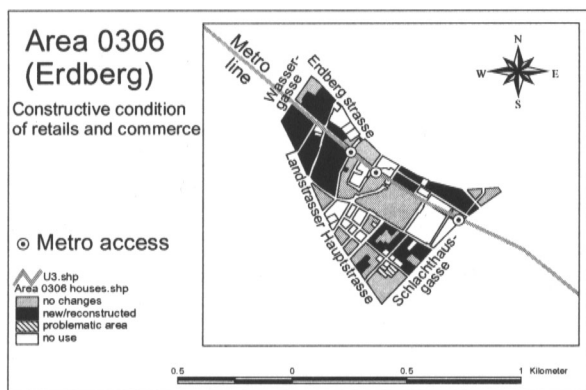 Area 0306
(Erdberg)
Constructive condition
of retails and commerce
Metro access
U3.shp
Area 0306 houses.shp
no changes
new/reconstructed
problematic area
no use
Metro
line
Wasser-
gasse
Erdberg strasse
Landstrasser
Hauptstrasse
Schlachthaus-
gasse
N
W
E
S
0.5
0
0.5
1
Kilometer